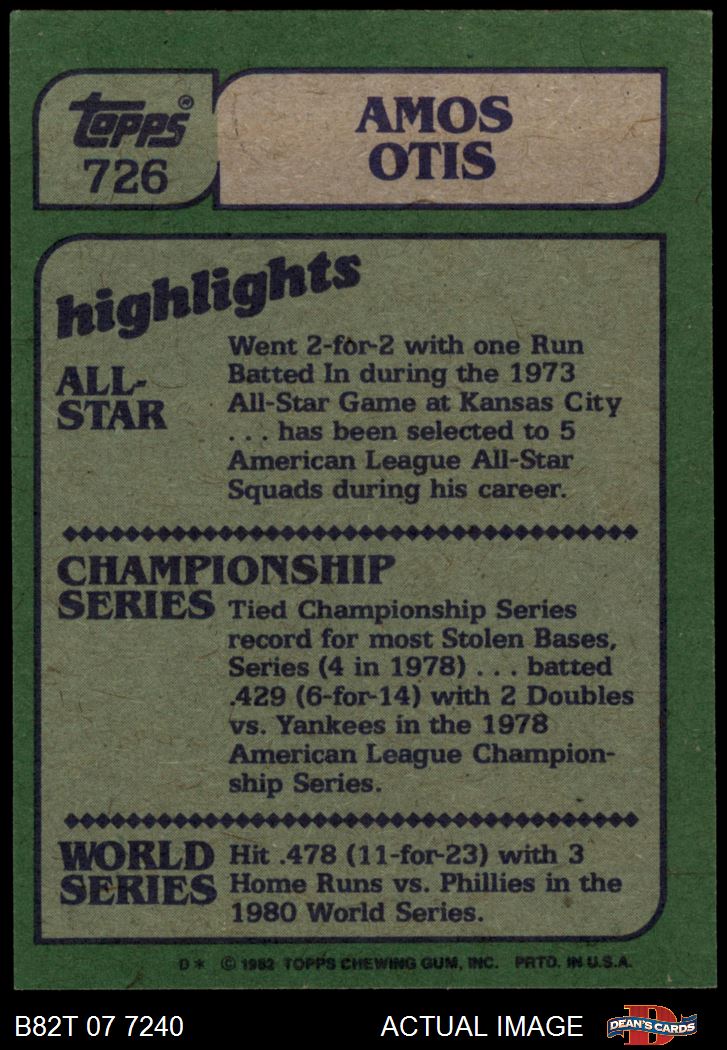 Topps®
726
AMOS
OTIS
highlights
ALL-
STAR
Went 2-for-2 with one Run
Batted In during the 1973
All-Star Game at Kansas City
. . . has been selected to 5
American League All-Star
Squads during his career.
CHAMPIONSHIP
SERIES
Tied Championship Series
record for most Stolen Bases,
Series (4 in 1978) . . . batted
.429 (6-for-14) with 2 Doubles
vs. Yankees in the 1978
American League Champion-
ship Series.
WORLD
SERIES
Hit .478 (11-for-23) with 3
Home Runs vs. Phillies in the
1980 World Series.
D* © 1982 TOPPS CHEWING GUM, INC. PRTD. IN U.S.A.
B82T 07 7240
ACTUAL IMAGE
D
DEAN'S CARDS